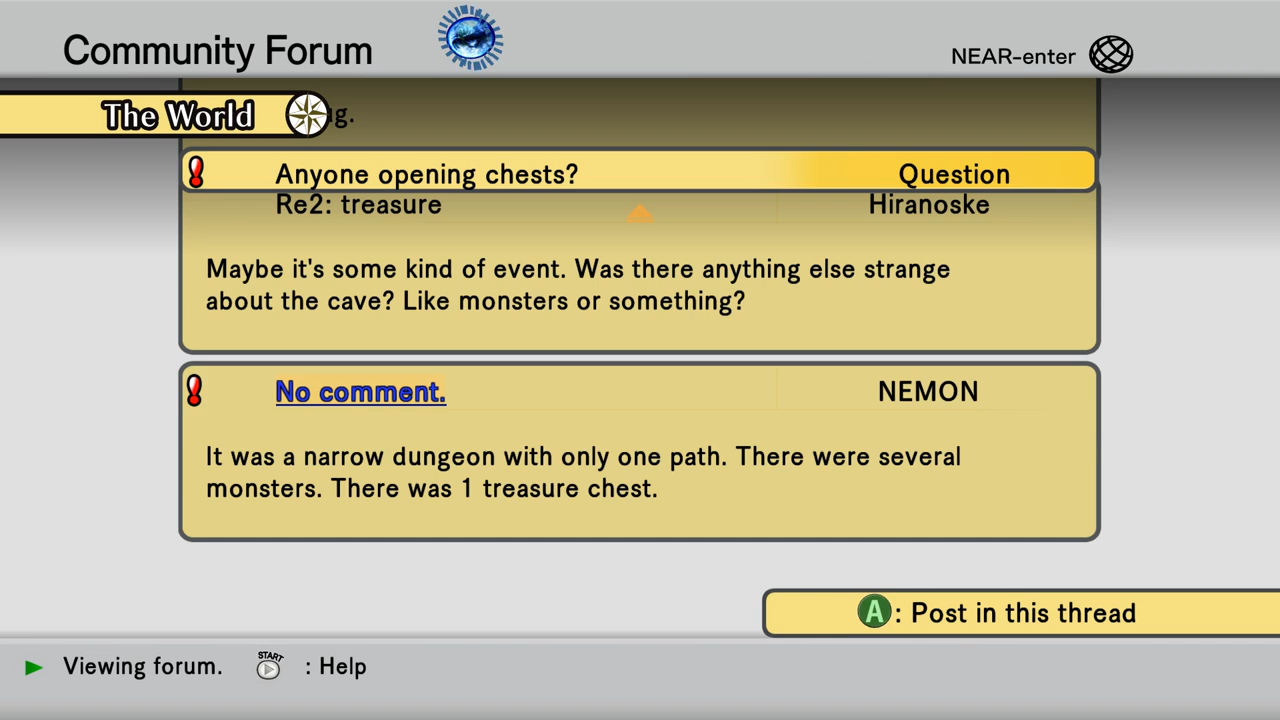 Community Forum
NEAR-enter
The World
g.
Anyone opening chests?
Question
Re2: treasure
Hiranoske
Maybe it's some kind of event. Was there anything else strange
about the cave? Like monsters or something?
No comment.
NEMON
It was a narrow dungeon with only one path. There were several
monsters. There was 1 treasure chest.
A : Post in this thread
Viewing forum.
START : Help